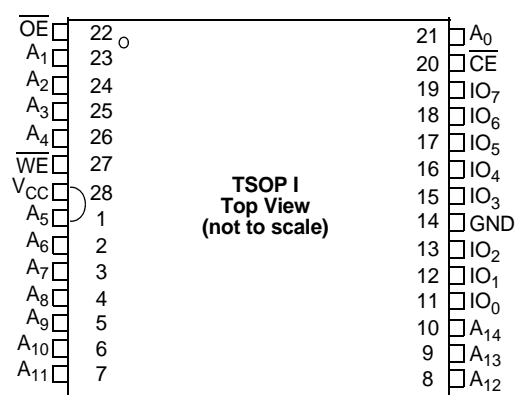 OE 22 21 A0
A1 23 20 CE
A2 24 19 IO7
A3 25 18 IO6
A4 26 17 IO5
WE 27 16 IO4
VCC 28 TSOP I 15 IO3
A5 1 Top View 14 GND
A6 2 (not to scale) 13 IO2
A7 3 12 IO1
A8 4 11 IO0
A9 5 10 A14
A10 6 9 A13
A11 7 8 A12